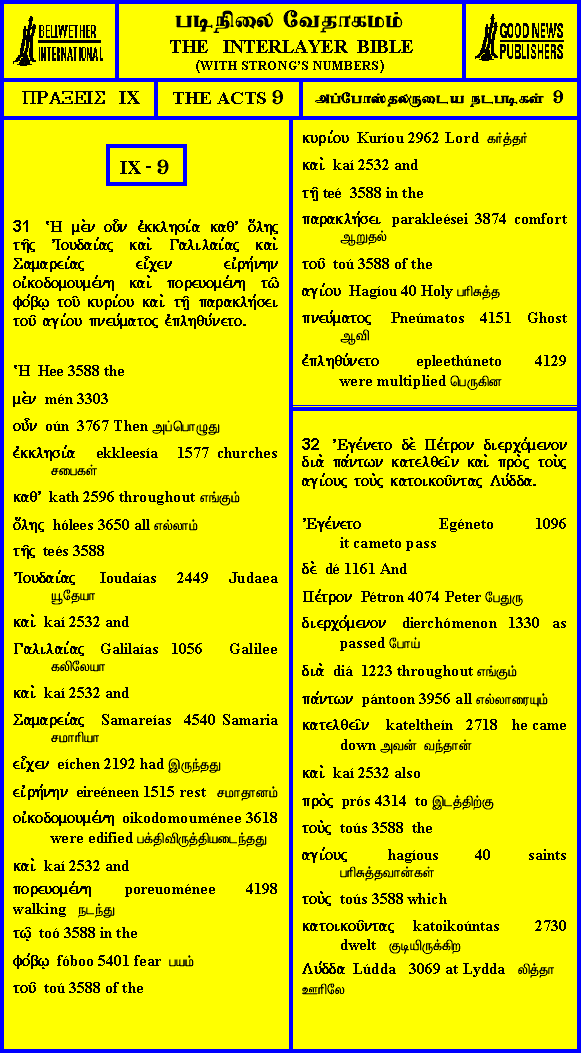 BELLWETHER
INTERNATIONAL
படிநிலை வேதாகமம்
THE INTERLAYER BIBLE
(WITH STRONG'S NUMBERS)
GOOD NEWS
PUBLISHERS
ΠΡΑΞΕΙΣ IX
THE ACTS 9
அப்போஸ்தலருடைய நடபடிகள் 9
IX - 9
31 Ἡ μὲν οὖν ἐκκλησία καθ' ὅλης
τῆς Ἰουδαίας καὶ Γαλιλαίας καὶ
Σαμαρείας εἶχεν εἰρήνην
οἰκοδομουμένη καὶ πορευομένη τῶ
φόβῳ τοῦ κυρίου καὶ τῇ παρακλήσει
τοῦ αγίου πνεύματος ἐπληθύνετο.
Ἡ Hee 3588 the
μὲν mén 3303
οὖν oún 3767 Then அப்பொழுது
ἐκκλησία ekkleesía 1577 churches
சபைகள்
καθ' kath 2596 throughout எங்கும்
ὅλης hólees 3650 all எல்லாம்
τῆς teés 3588
Ἰουδαίας Ioudaías 2449 Judaea
யூதேயா
καὶ kaí 2532 and
Γαλιλαίας Galilaías 1056 Galilee
கலிலேயா
καὶ kaí 2532 and
Σαμαρείας Samareías 4540 Samaria
சமாரியா
εἶχεν eíchen 2192 had இருந்தது
εἰρήνην eireéneen 1515 rest சமாதானம்
οἰκοδομουμένη oikodomouménee 3618
were edified பக்திவிருத்தியடைந்தது
καὶ kaí 2532 and
πορευομένη poreuoménee 4198
walking நடந்து
τῶ toó 3588 in the
φόβῳ fóboo 5401 fear பயம்
τοῦ toú 3588 of the
κυρίου Kuríou 2962 Lord கர்த்தர்
καὶ kaí 2532 and
τῇ teé 3588 in the
παρακλήσει parakleései 3874 comfort
ஆறுதல்
τοῦ toú 3588 of the
αγίου Hagíou 40 Holy பரிசுத்த
πνεύματος Pneúmatos 4151 Ghost
ஆவி
ἐπληθύνετο epleethúneto 4129
were multiplied பெருகின
32 Ἐγένετο δὲ Πέτρον διερχόμενον
διὰ πάντων κατελθεῖν καὶ πρὸς τοὺς
αγίους τοὺς κατοικοῦντας Λύδδα.
Ἐγένετο Egéneto 1096
it cameto pass
δὲ dé 1161 And
Πέτρον Pétron 4074 Peter பேதுரு
διερχόμενον dierchómenon 1330 as
passed போய்
διὰ diá 1223 throughout எங்கும்
πάντων pántoon 3956 all எல்லாரையும்
κατελθεῖν kateltheín 2718 he came
down அவன் வந்தான்
καὶ kaí 2532 also
πρὸς prós 4314 to இடத்திற்கு
τοὺς toús 3588 the
αγίους hagíous 40 saints
பரிசுத்தவான்கள்
τοὺς toús 3588 which
κατοικοῦντας katoikoúntas 2730
dwelt குடியிருக்கிற
Λύδδα Lúdda 3069 at Lydda லித்தா
ஊரிலே